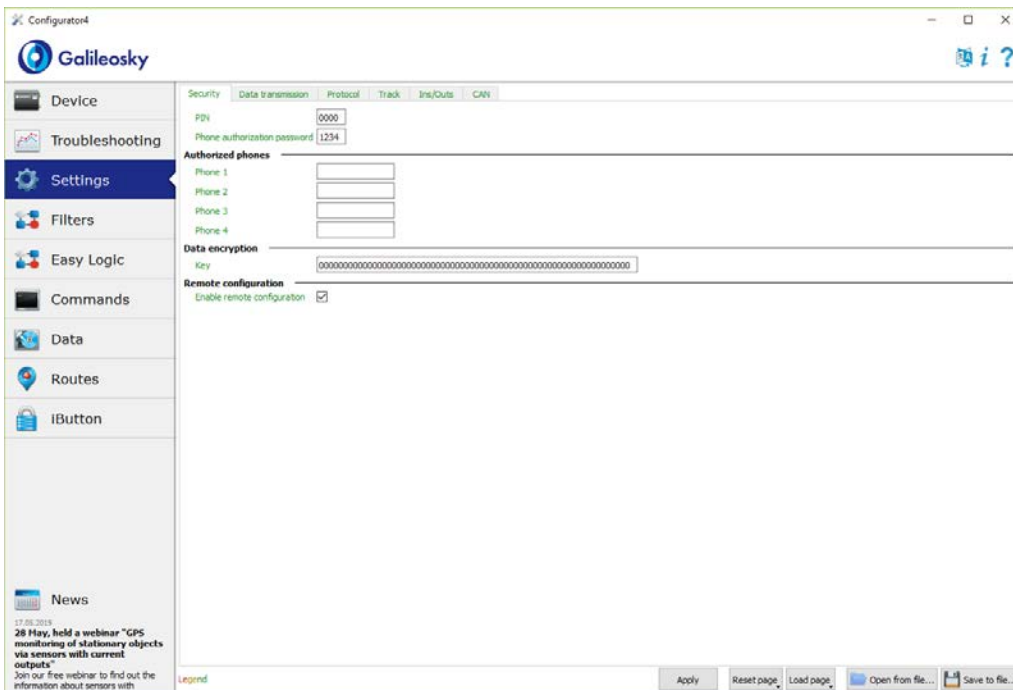 Configurator4
Galileosky
Device
Troubleshooting
Settings
Filters
Easy Logic
Commands
Data
Routes
iButton
News
17.05.2019
28 May, held a webinar "GPS
monitoring of stationary objects
via sensors with current
outputs"
Join our free webinar to find out the
information about sensors with
Security Data transmission Protocol Track Ins/Outs CAN
PIN 0000
Phone authorization password 1234
Authorized phones
Phone 1
Phone 2
Phone 3
Phone 4
Data encryption
Key
Remote configuration
Enable remote configuration
Legend
Apply Reset page Load page Open from file... Save to file...